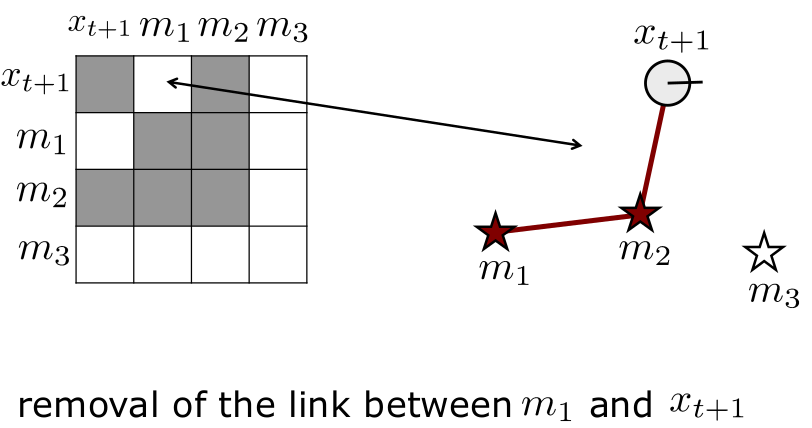 x_{t+1} m_1 m_2 m_3
x_{t+1}
x_{t+1}
m_1
m_2
m_3
m_1
m_2
m_3
removal of the link between m_1 and x_{t+1}